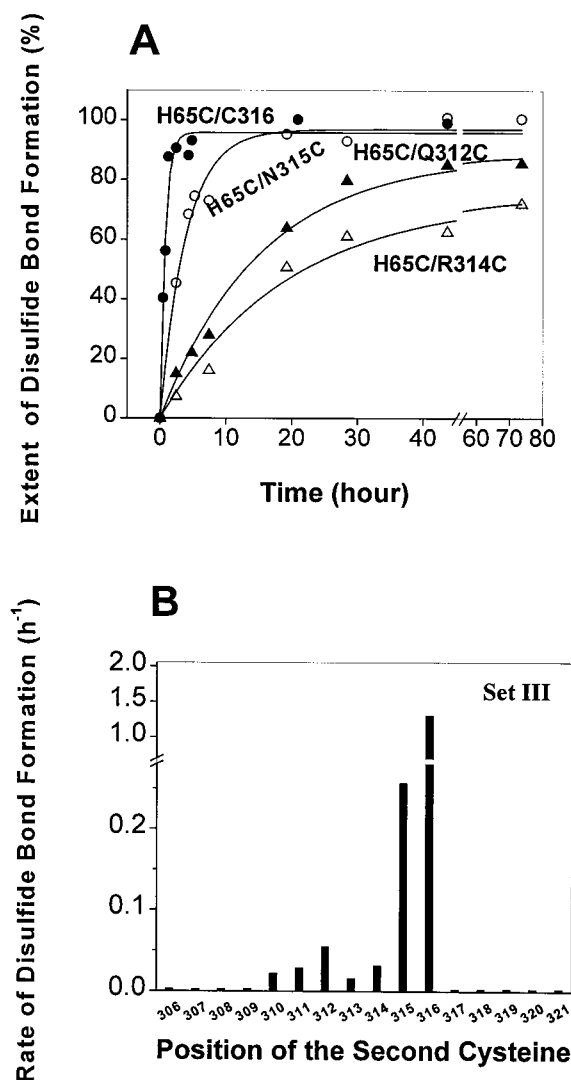 A
Extent of Disulfide Bond Formation (%)
100
80
60
40
20
0
H65C/C316
H65C/N315C
H65C/Q312C
H65C/R314C
0 10 20 30 40 60 70 80
Time (hour)
B
Rate of Disulfide Bond Formation (h-1)
2.0
1.5
1.0
0.2
0.1
0.0
Set III
306 307 308 309 310 311 312 313 314 315 316 317 318 319 320 321
Position of the Second Cysteine